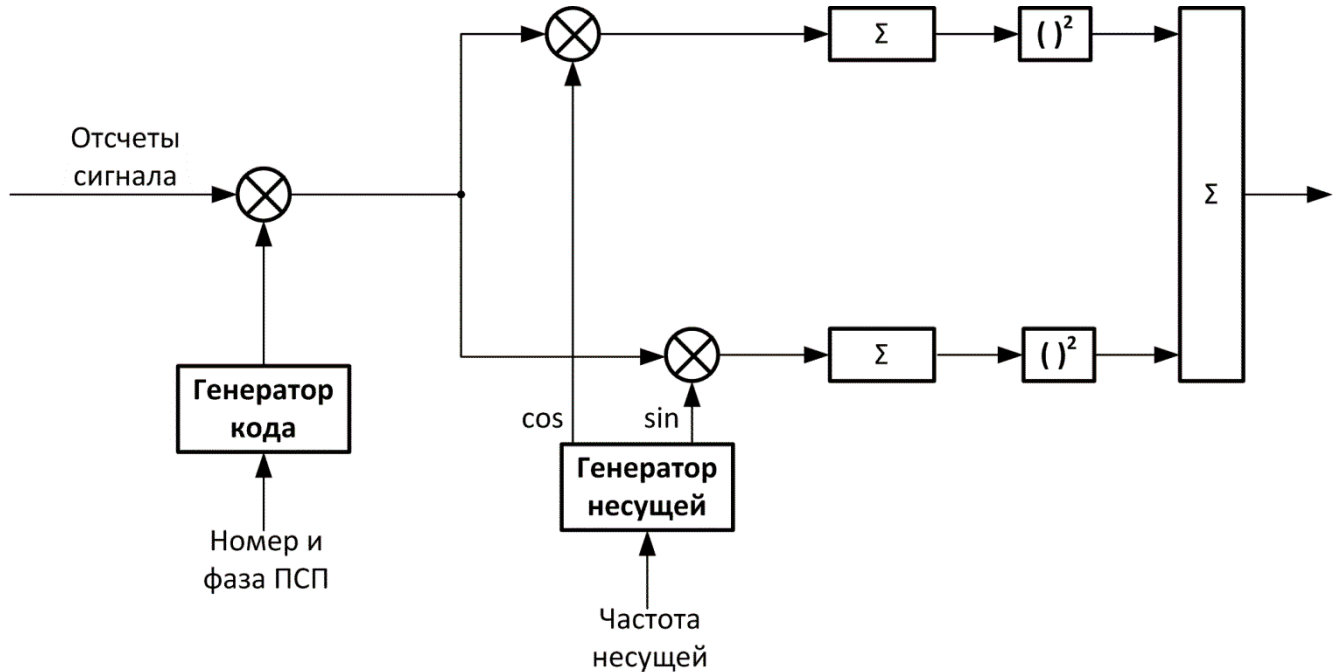 Σ
( )²
Отсчеты
сигнала
Σ
Σ
( )²
Генератор
кода
cos
sin
Генератор
несущей
Номер и
фаза ПСП
Частота
несущей